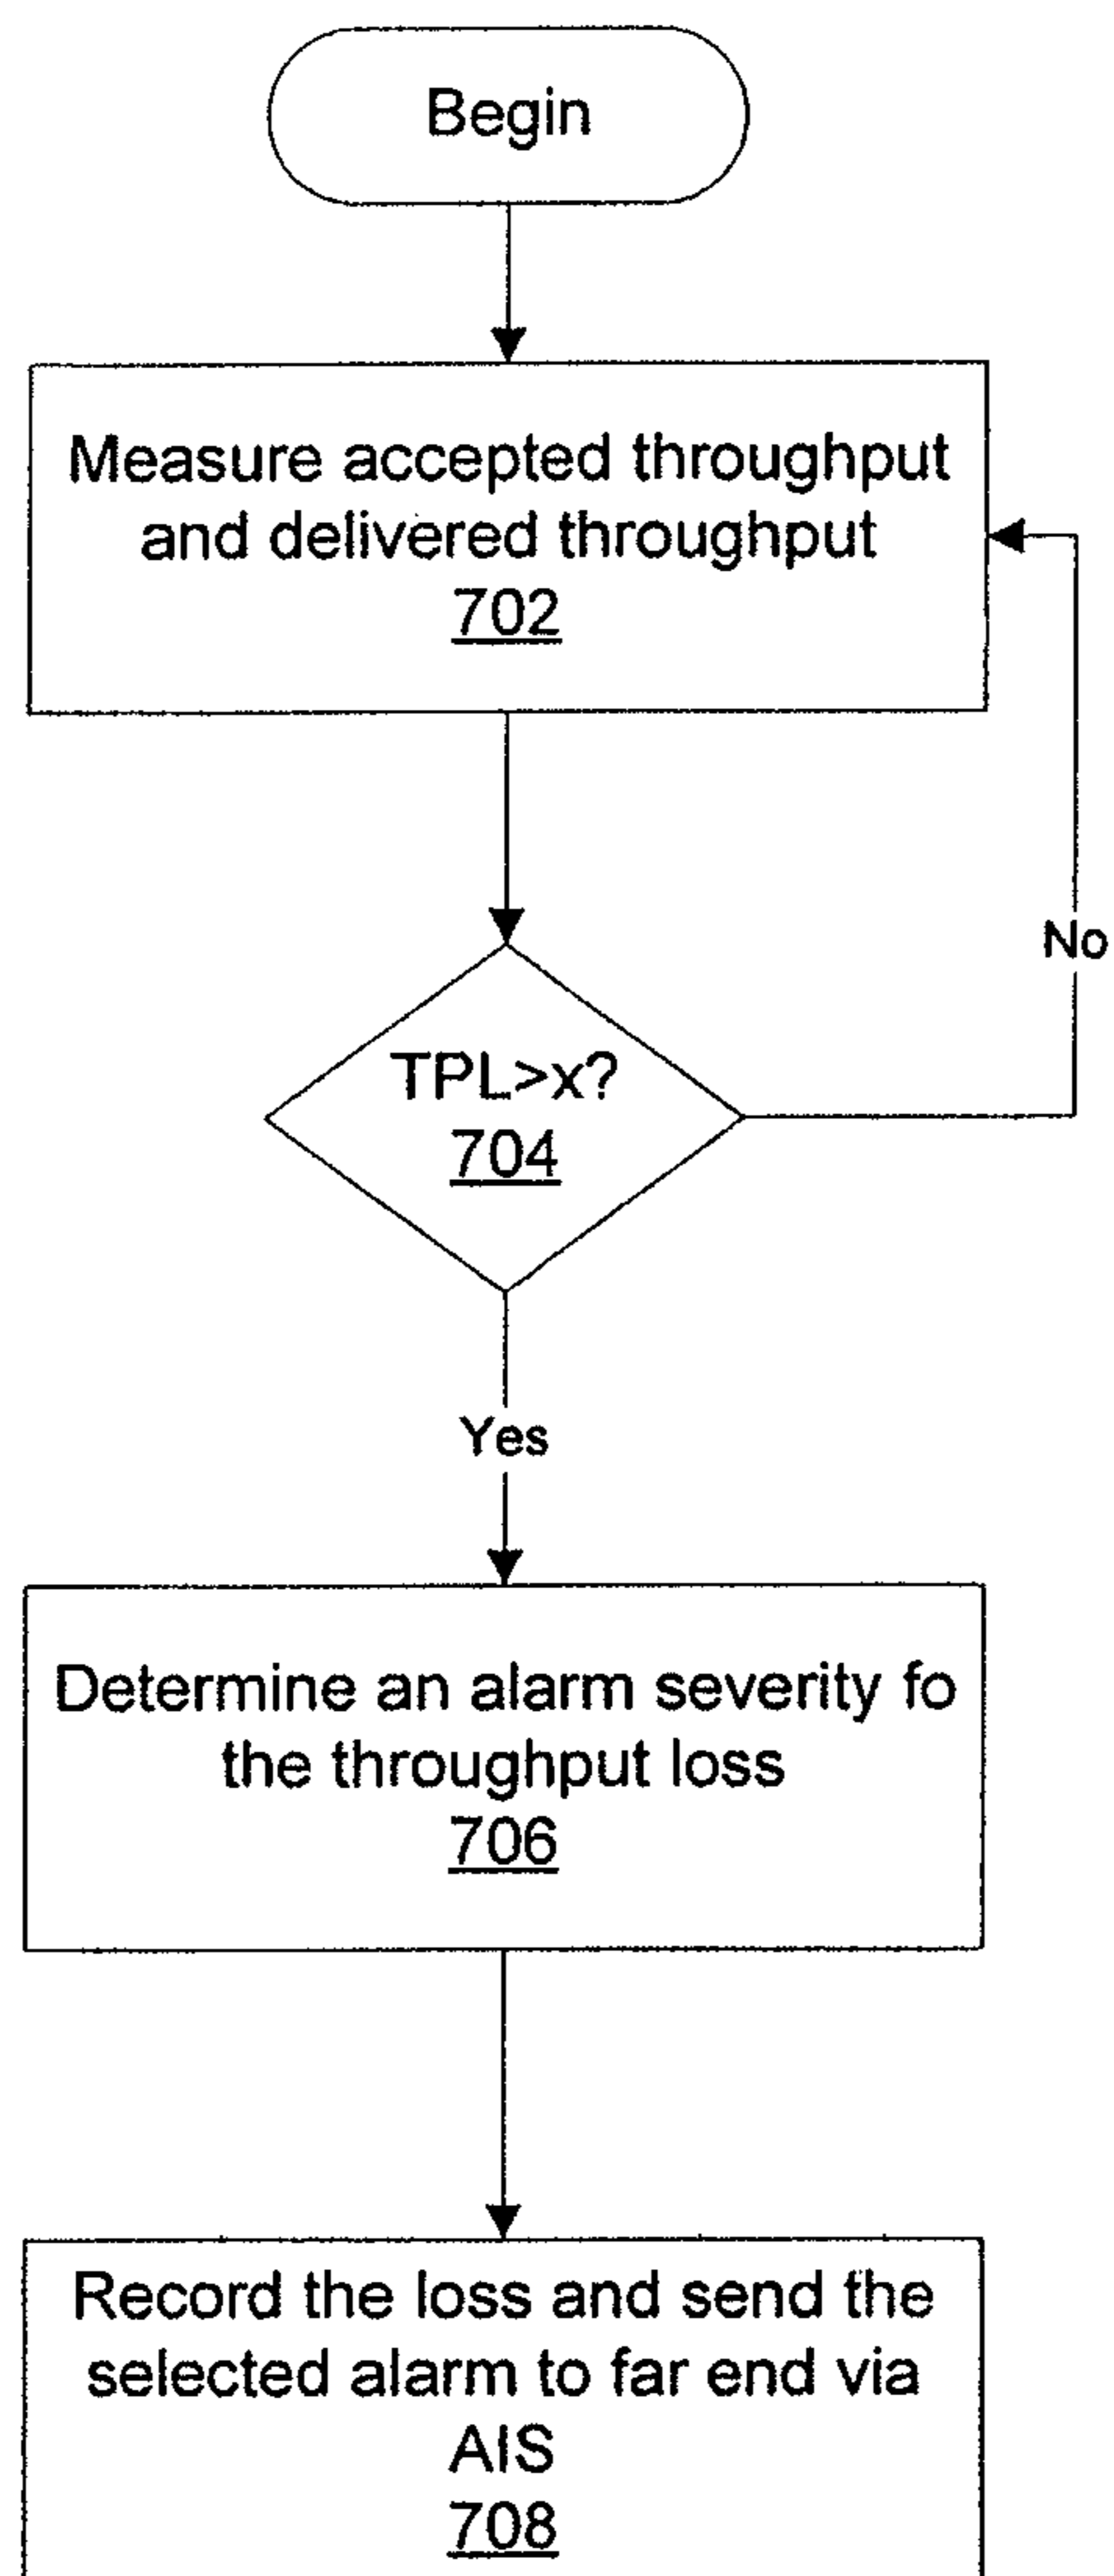 Begin
Measure accepted throughput
and delivered throughput
702
No
TPL>x?
704
Yes
Determine an alarm severity fo
the throughput loss
706
Record the loss and send the
selected alarm to far end via
AIS
708